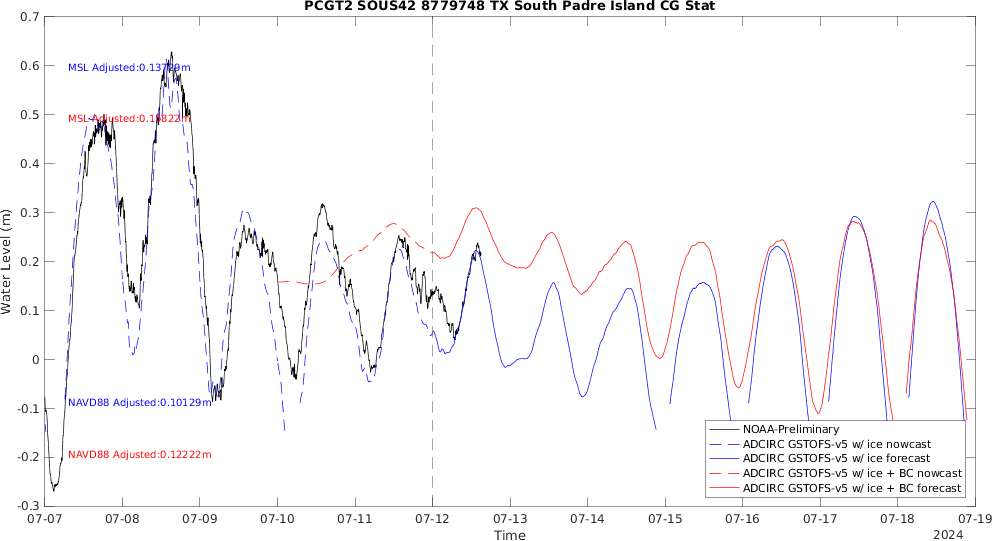 PCGT2 SOUS42 8779748 TX South Padre Island CG Stat
0.7
0.6
0.5
0.4
0.3
0.2
0.1
0
-0.1
-0.2
-0.3
Water Level (m)
MSL Adjusted:0.13729m
MSL Adjusted:0.15822m
NAVD88 Adjusted:0.10129m
NAVD88 Adjusted:0.12222m
NOAA-Preliminary
ADCIRC GSTOFS-v5 w/ ice nowcast
ADCIRC GSTOFS-v5 w/ ice forecast
ADCIRC GSTOFS-v5 w/ ice + BC nowcast
ADCIRC GSTOFS-v5 w/ ice + BC forecast
07-07 07-08 07-09 07-10 07-11 07-12 07-13 07-14 07-15 07-16 07-17 07-18 07-19
Time
2024